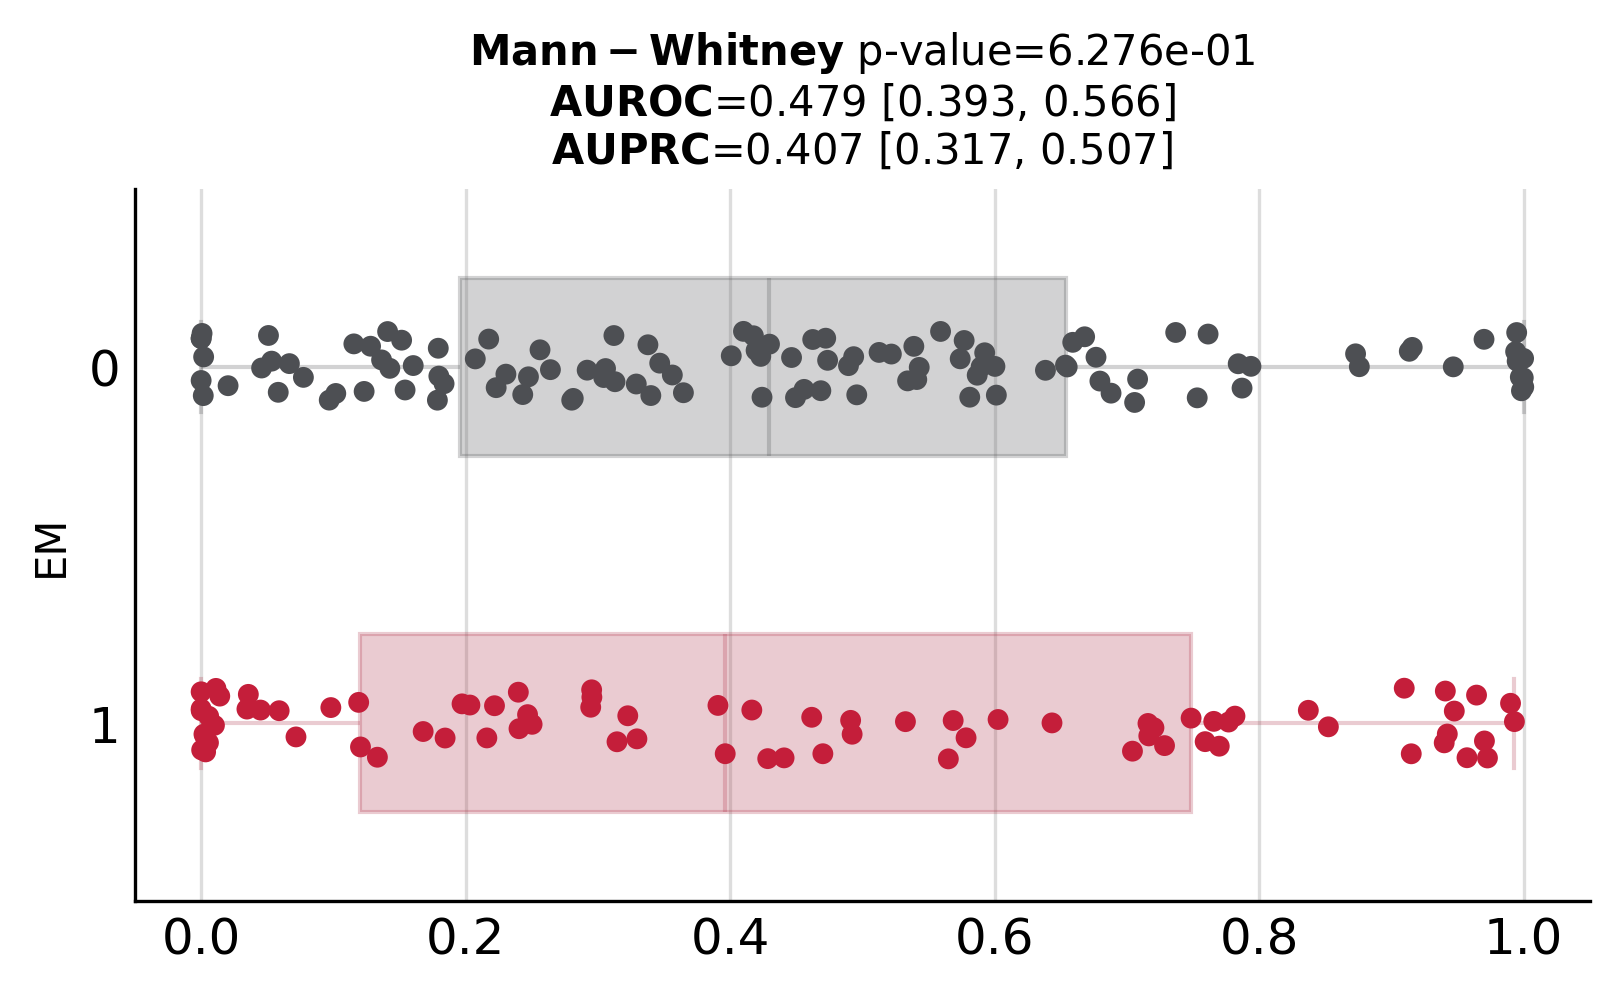 Mann − Whitney p-value=6.276e-01
AUROC=0.479 [0.393, 0.566]
AUPRC=0.407 [0.317, 0.507]
0
EM
1
0.0 0.2 0.4 0.6 0.8 1.0